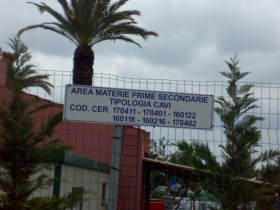 AREA MATERIE PRIME SECONDARIE
TIPOLOGIA CAVI
COD. CER. 170411 - 170401 - 160122
160118 - 160216 - 170402